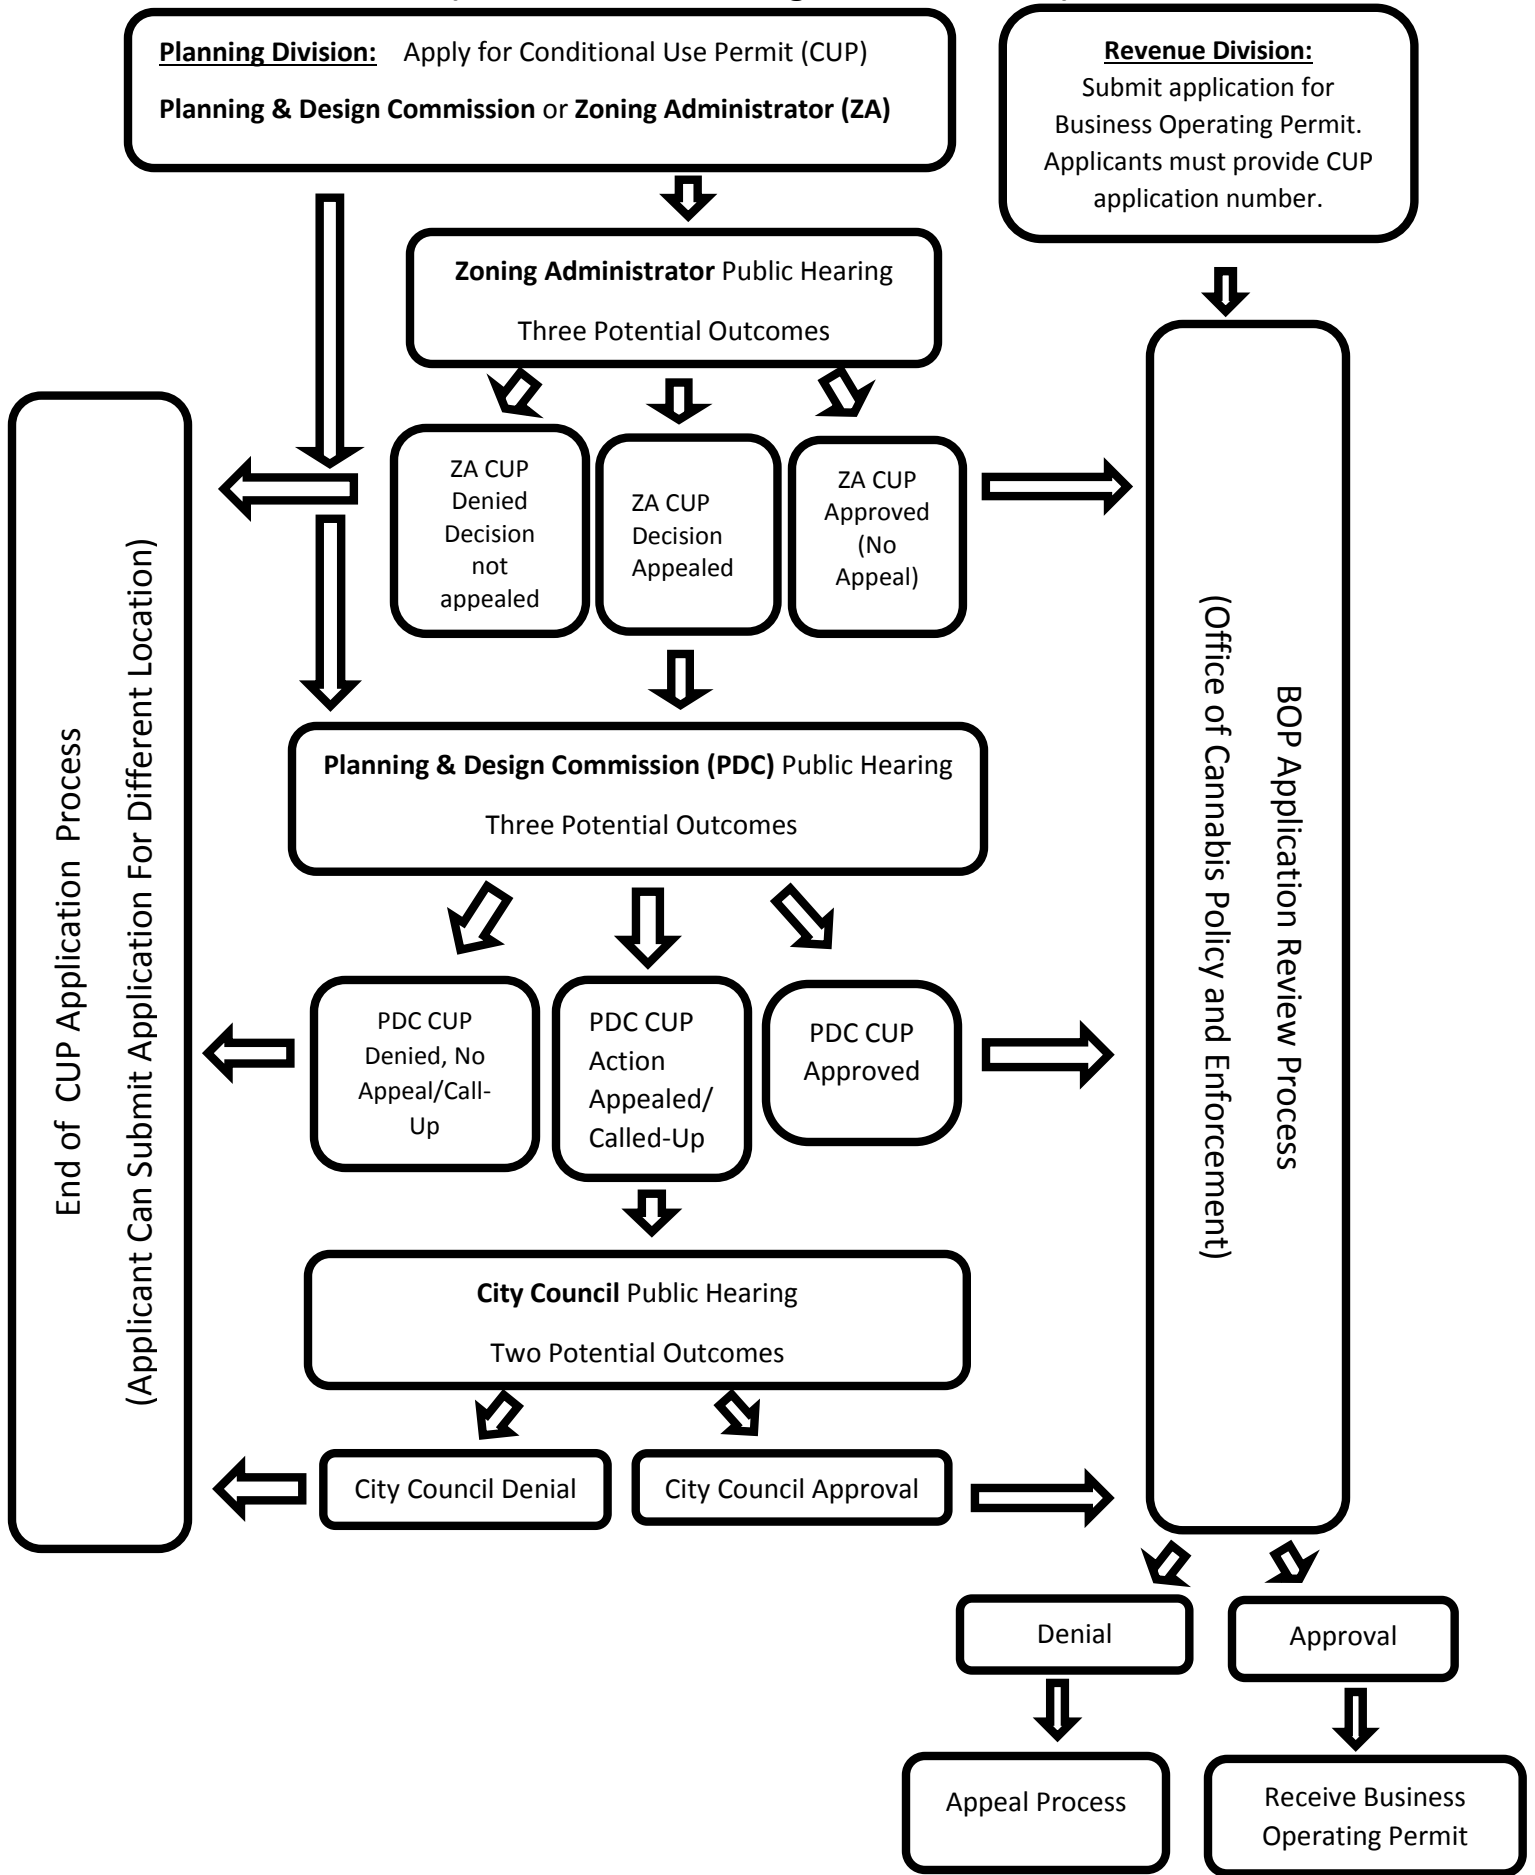 Planning Division: Apply for Conditional Use Permit (CUP)
Planning & Design Commission or Zoning Administrator (ZA)
Revenue Division:
Submit application for
Business Operating Permit.
Applicants must provide CUP
application number.
Zoning Administrator Public Hearing
Three Potential Outcomes
ZA CUP
Denied
Decision
not
appealed
ZA CUP
Decision
Appealed
ZA CUP
Approved
(No
Appeal)
End of CUP Application Process
(Applicant Can Submit Application For Different Location)
BOP Application Review Process
(Office of Cannabis Policy and Enforcement)
Planning & Design Commission (PDC) Public Hearing
Three Potential Outcomes
PDC CUP
Denied, No
Appeal/Call-
Up
PDC CUP
Action
Appealed/
Called-Up
PDC CUP
Approved
City Council Public Hearing
Two Potential Outcomes
City Council Denial
City Council Approval
Denial
Approval
Appeal Process
Receive Business
Operating Permit